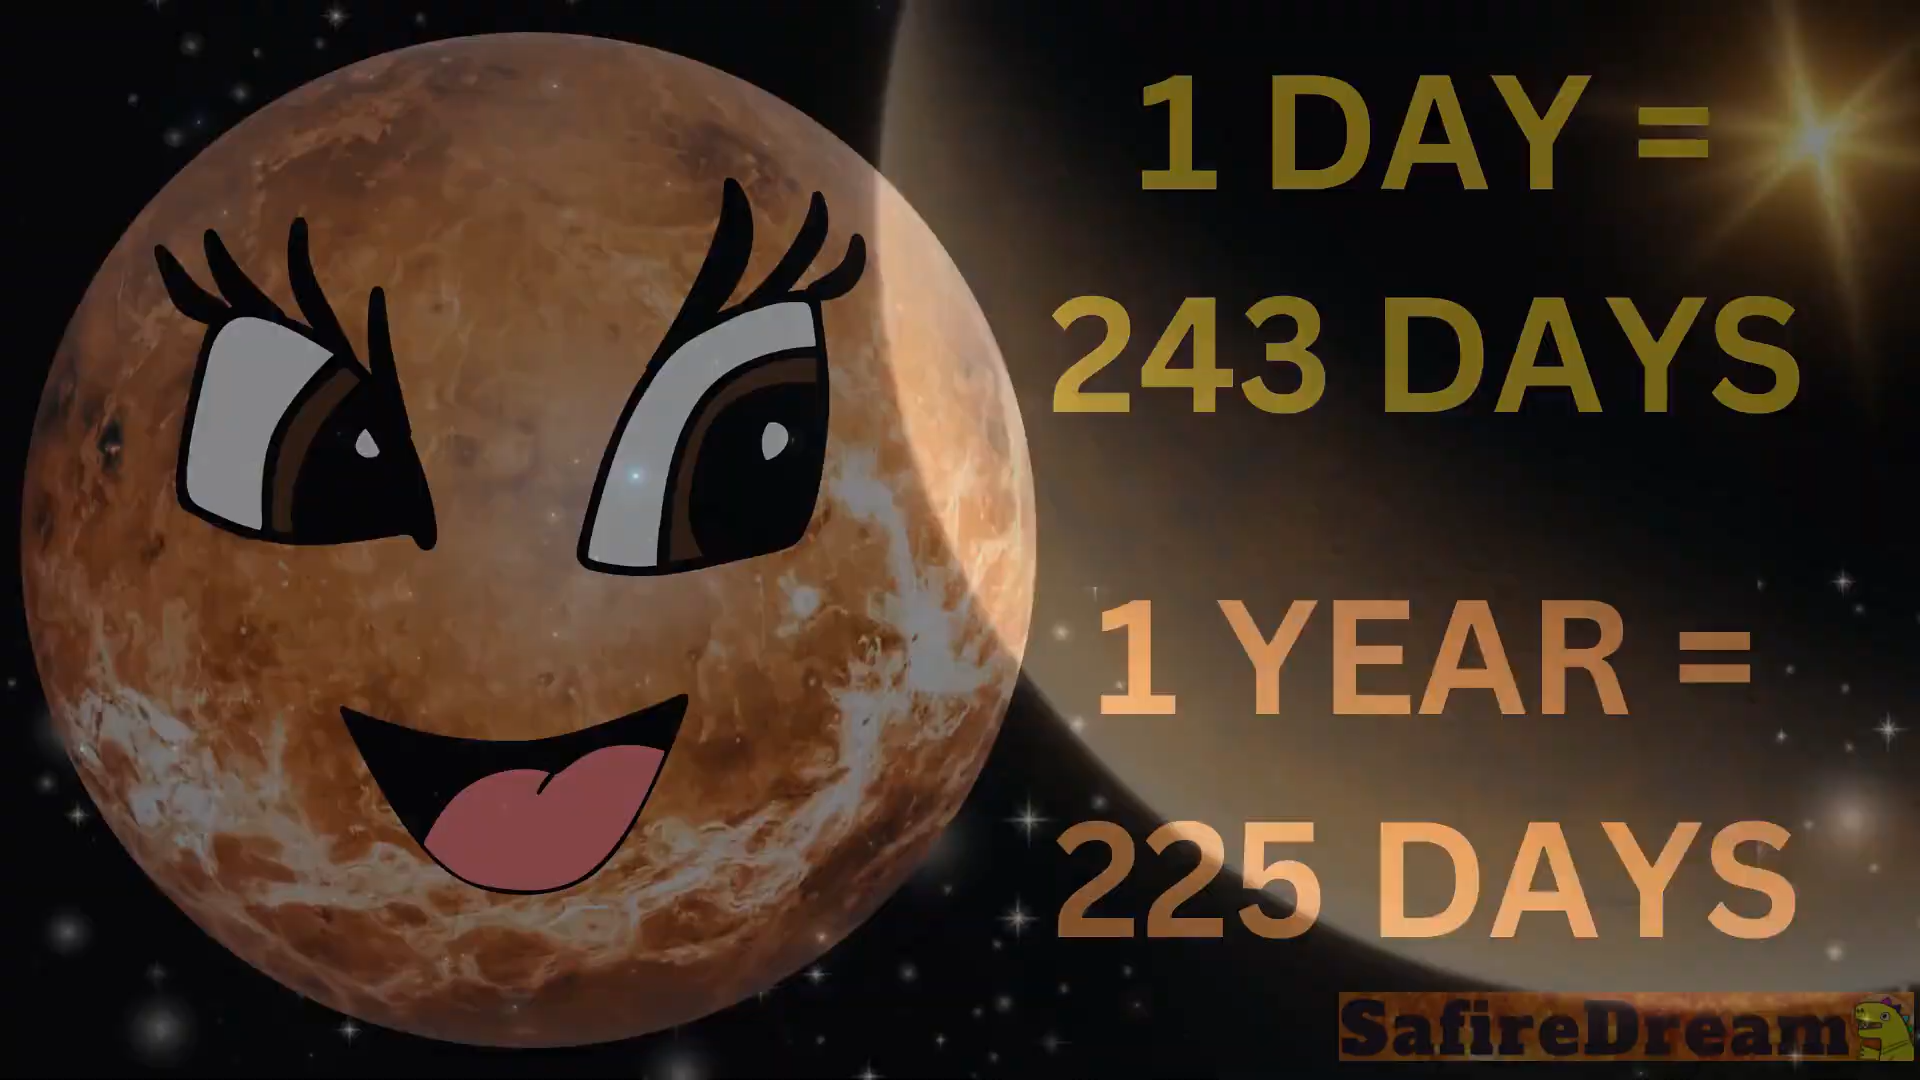 1 DAY =
243 DAYS
1 YEAR =
225 DAYS
SafireDream